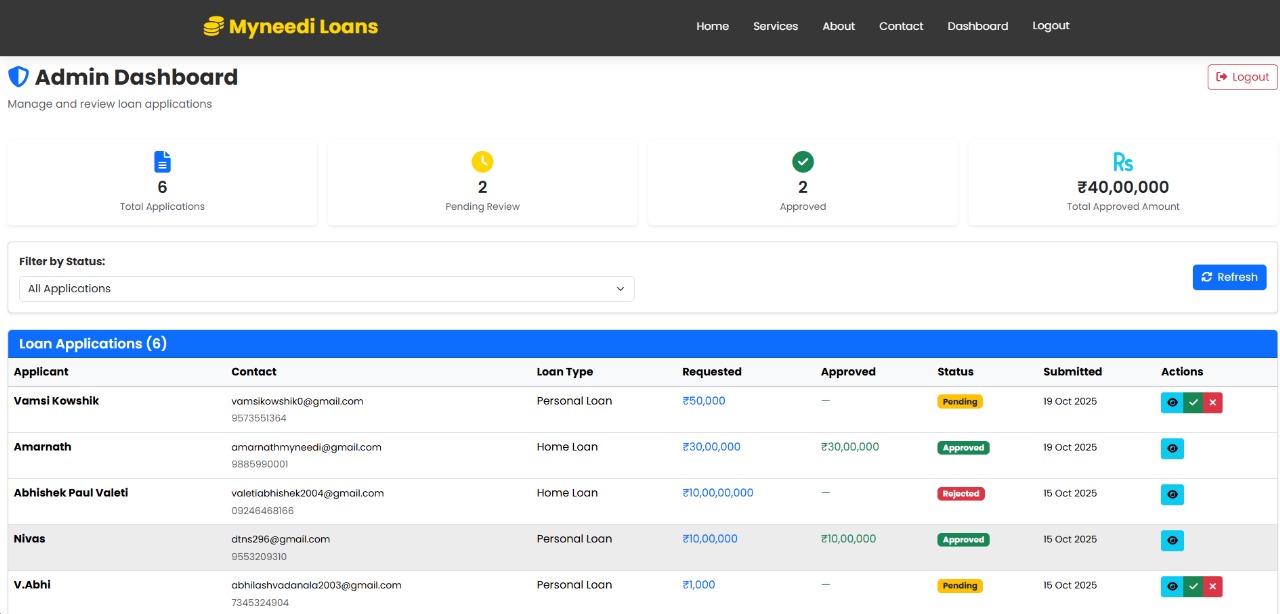 Myneedi Loans Home Services About Contact Dashboard Logout
Admin Dashboard
Logout
Manage and review loan applications
6
Total Applications
2
Pending Review
2
Approved
Rs
₹40,00,000
Total Approved Amount
Filter by Status:
All Applications
Refresh
Loan Applications (6)
Applicant Contact Loan Type Requested Approved Status Submitted Actions
Vamsi Kowshik vamsikowshik0@gmail.com Personal Loan ₹50,000 — Pending 19 Oct 2025
9573551364
Amarnath amarnathmyneedi@gmail.com Home Loan ₹30,00,000 ₹30,00,000 Approved 19 Oct 2025
9885990001
Abhishek Paul Valeti valetiabhishek2004@gmail.com Home Loan ₹10,00,00,000 — Rejected 15 Oct 2025
09246468166
Nivas dtns296@gmail.com Personal Loan ₹10,00,000 ₹10,00,000 Approved 15 Oct 2025
9553209310
V.Abhi abhilashvadanala2003@gmail.com Personal Loan ₹1,000 — Pending 15 Oct 2025
7345324904